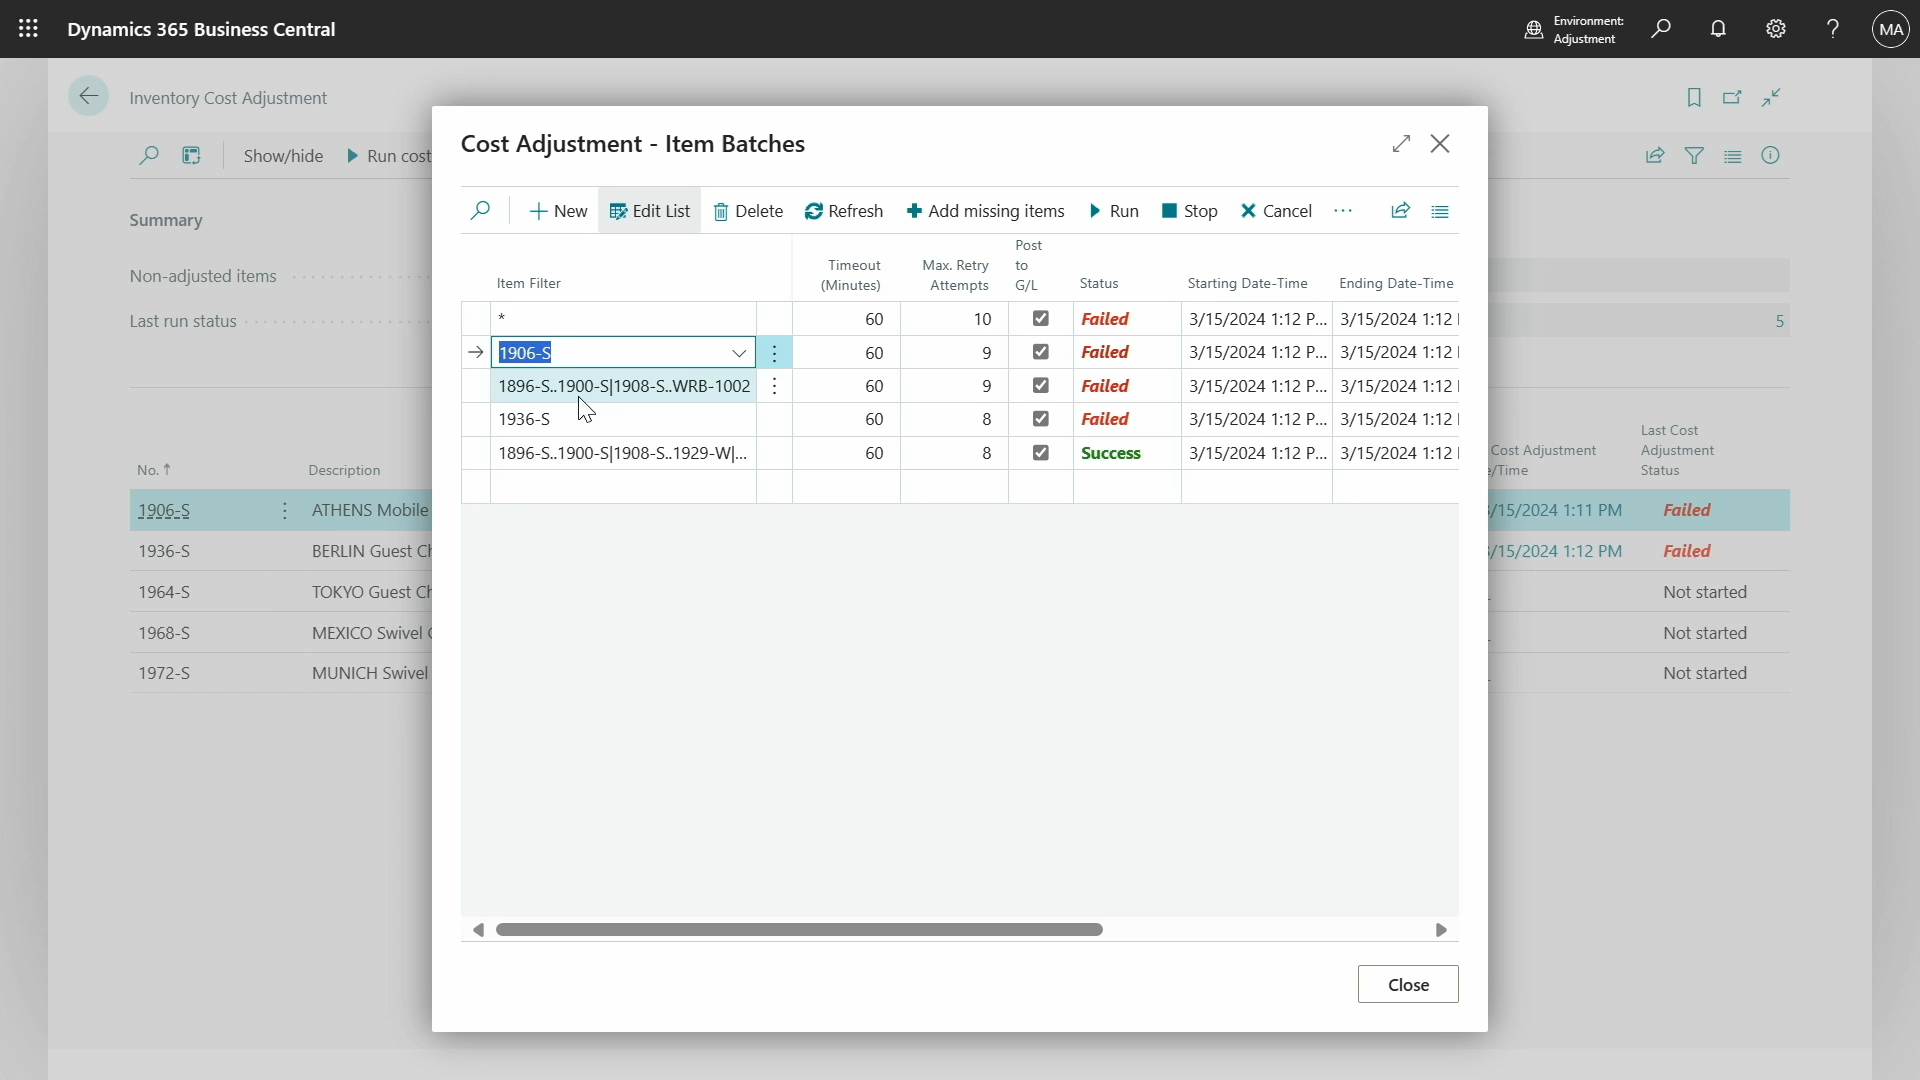 Dynamics 365 Business Central
Environment:
Adjustment
MA
Inventory Cost Adjustment
Show/hide
Run cost
Summary
Non-adjusted items
Last run status
5
No. ↑
Description
Cost Adjustment
e/Time
Last Cost
Adjustment
Status
1906-S ATHENS Mobile /15/2024 1:11 PM Failed
1936-S BERLIN Guest Ch /15/2024 1:12 PM Failed
1964-S TOKYO Guest Ch Not started
1968-S MEXICO Swivel Not started
1972-S MUNICH Swivel Not started
Cost Adjustment - Item Batches
New
Edit List
Delete
Refresh
Add missing items
Run
Stop
Cancel
Item Filter
Timeout
(Minutes)
Max. Retry
Attempts
Post
to
G/L
Status
Starting Date-Time
Ending Date-Time
* 60 10 Failed 3/15/2024 1:12 P... 3/15/2024 1:12
1906-S 60 9 Failed 3/15/2024 1:12 P... 3/15/2024 1:12
1896-S..1900-S|1908-S..WRB-1002 60 9 Failed 3/15/2024 1:12 P... 3/15/2024 1:12
1936-S 60 8 Failed 3/15/2024 1:12 P... 3/15/2024 1:12
1896-S..1900-S|1908-S..1929-W|... 60 8 Success 3/15/2024 1:12 P... 3/15/2024 1:12
Close